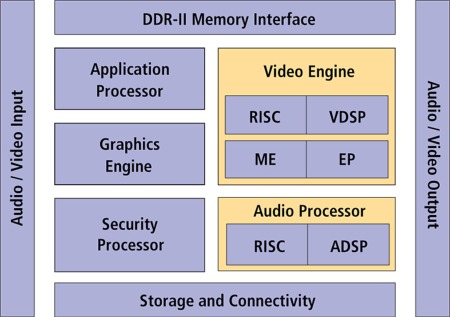 DDR-II Memory Interface
Audio / Video Input
Application
Processor
Graphics
Engine
Security
Processor
Video Engine
RISC
VDSP
ME
EP
Audio Processor
RISC
ADSP
Audio / Video Output
Storage and Connectivity